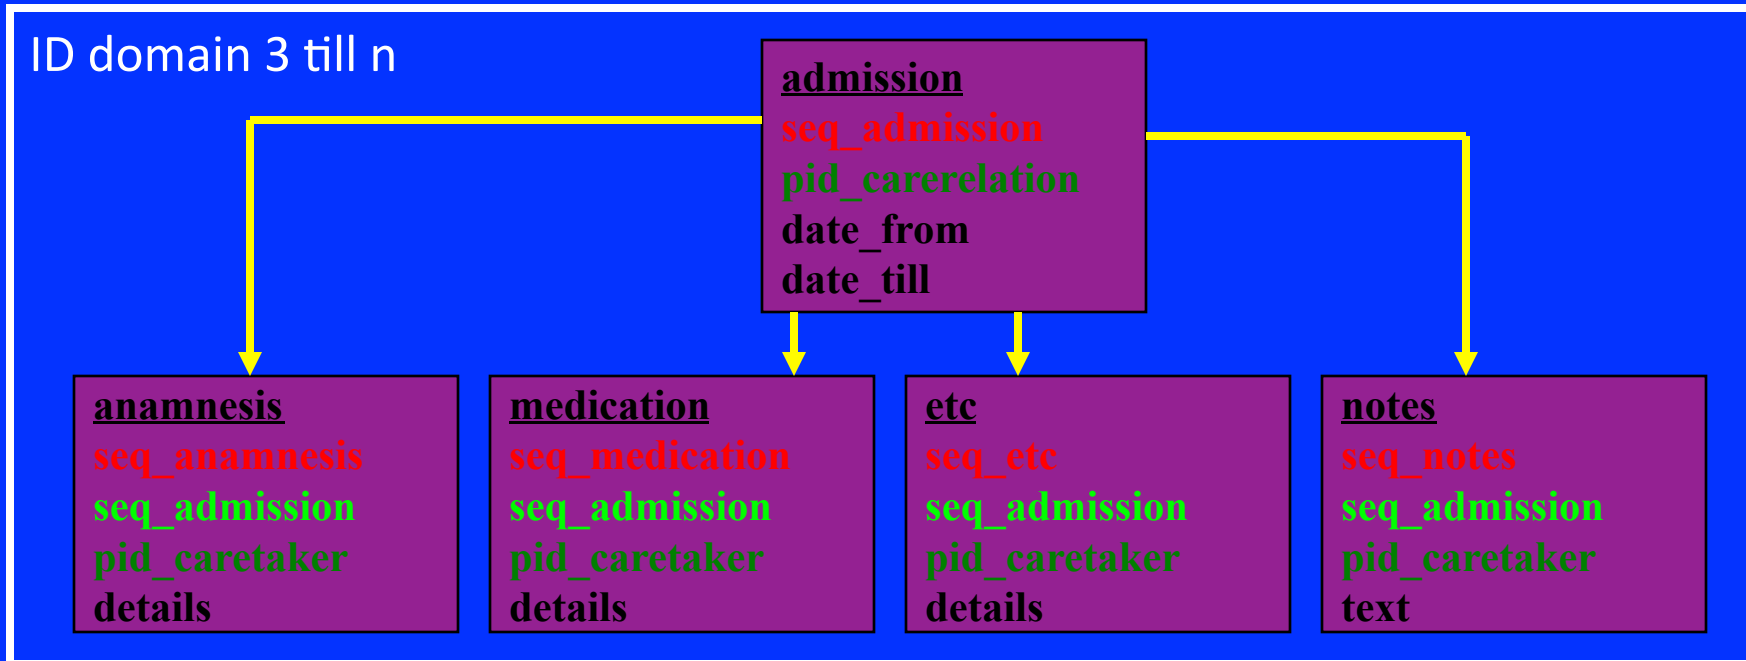 ID domain 3 till n
admission
seq_admission
pid_carerelation
date_from
date_till
anamnesis
seq_anamnesis
seq_admission
pid_caretaker
details
medication
seq_medication
seq_admission
pid_caretaker
details
etc
seq_etc
seq_admission
pid_caretaker
details
notes
seq_notes
seq_admission
pid_caretaker
text